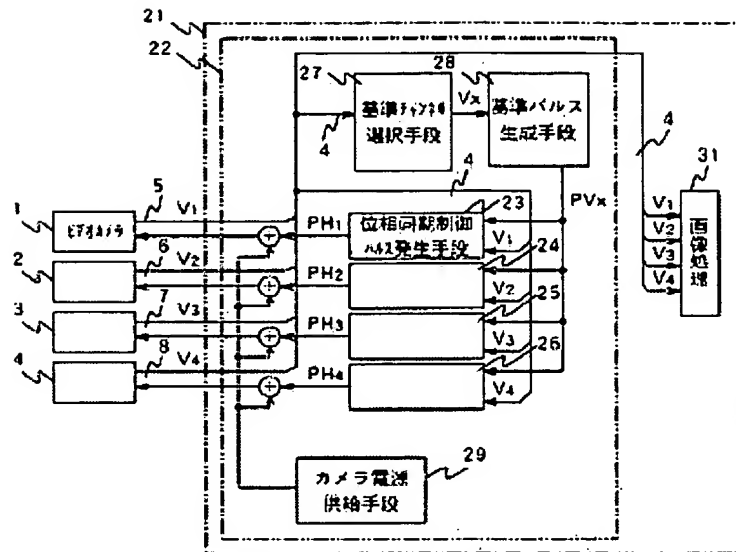 21
22
27
28
基準チャンネル
選択手段
Vx
基準パルス
生成手段
4
4
31
PVx
4
23
1
ビデオカメラ
5
V1
PH1
位相同期制御
パルス発生手段
V1
24
V1
V2
V3
V4
画像処理
2
6
V2
PH2
V2
25
3
7
V3
PH3
V3
26
4
8
V4
PH4
V4
カメラ電源
供給手段
29